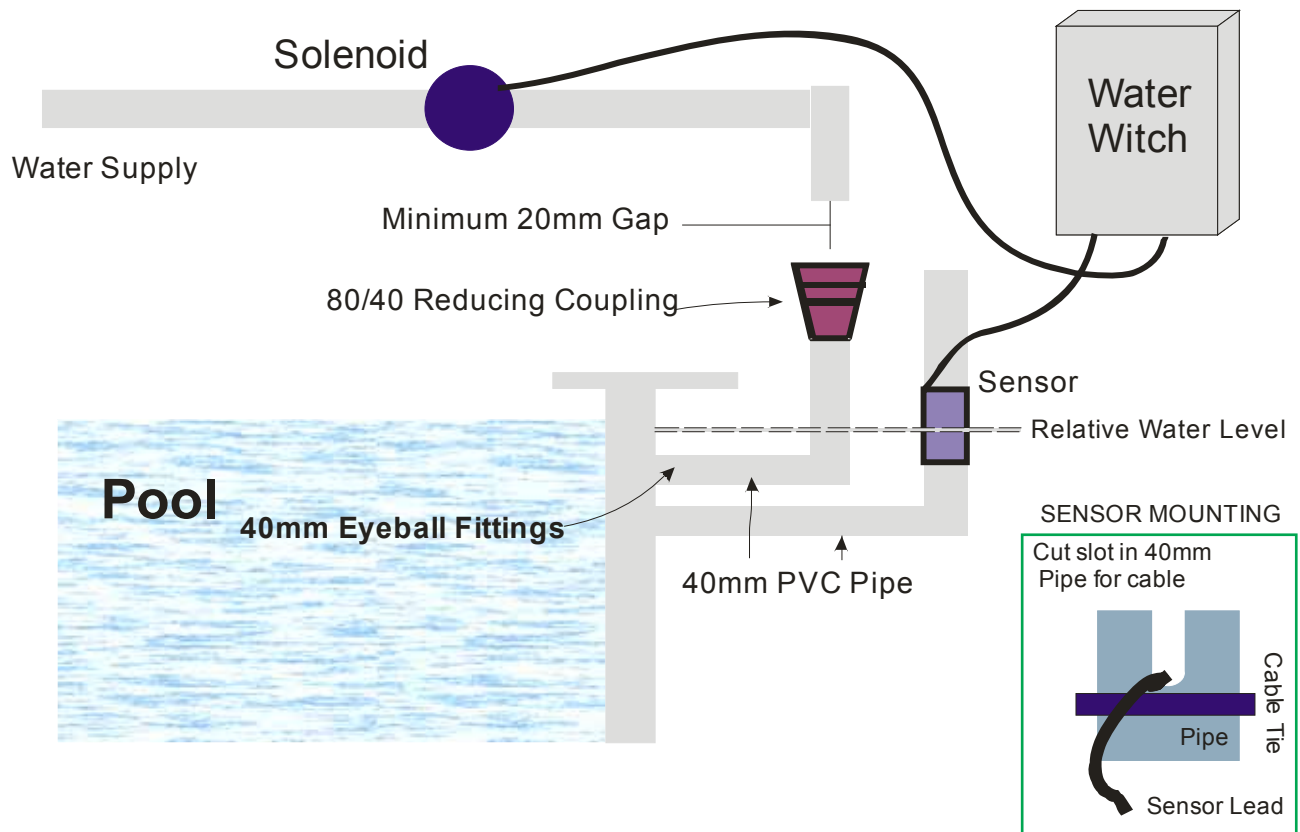 Solenoid
Water
Witch
Water Supply
Minimum 20mm Gap
80/40 Reducing Coupling
Sensor
Relative Water Level
Pool
40mm Eyeball Fittings
40mm PVC Pipe
SENSOR MOUNTING
Cut slot in 40mm
Pipe for cable
Cable Tie
Pipe
Sensor Lead